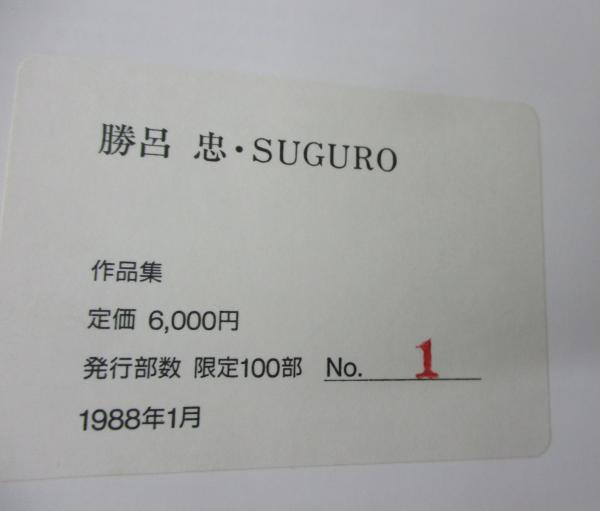 勝呂 忠・SUGURO
作品集
定価 6,000円
発行部数 限定100部 No. 1
1988年1月